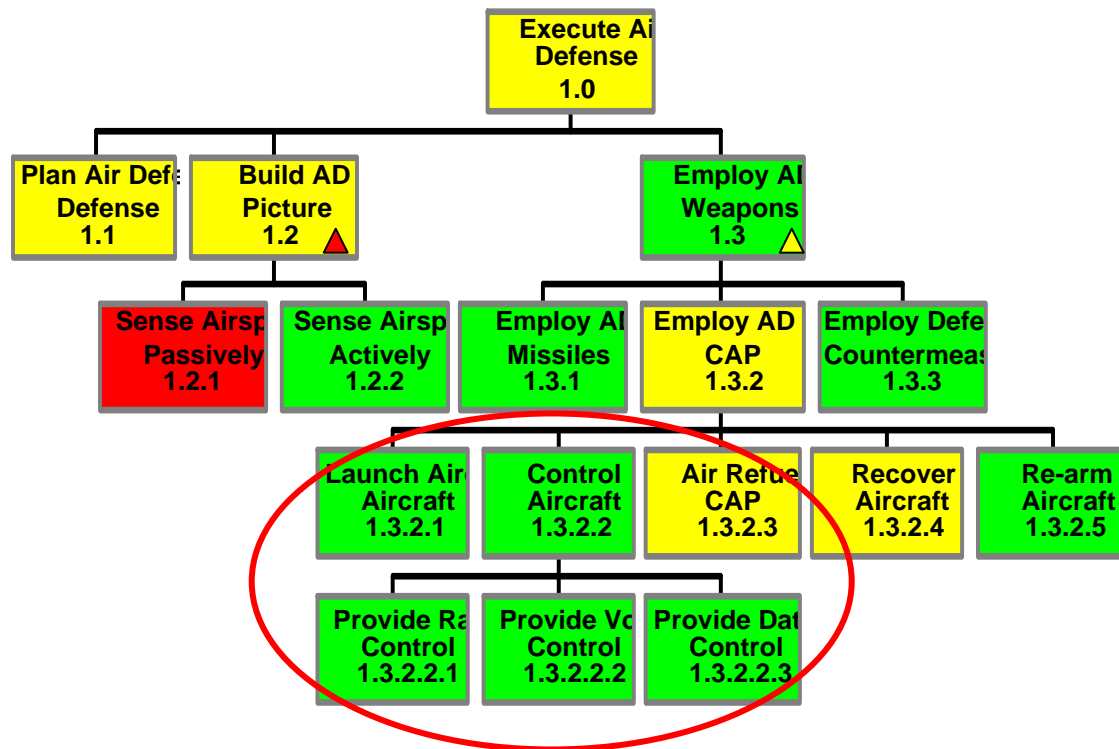 Execute Ai
Defense
1.0
Plan Air Defe
Defense
1.1
Build AD
Picture
1.2
Employ AD
Weapons
1.3
Sense Airsp
Passively
1.2.1
Sense Airsp
Actively
1.2.2
Employ AD
Missiles
1.3.1
Employ AD
CAP
1.3.2
Employ Defe
Countermeas
1.3.3
Launch Airc
Aircraft
1.3.2.1
Control
Aircraft
1.3.2.2
Air Refue
CAP
1.3.2.3
Recover
Aircraft
1.3.2.4
Re-arm
Aircraft
1.3.2.5
Provide Ra
Control
1.3.2.2.1
Provide Vo
Control
1.3.2.2.2
Provide Dat
Control
1.3.2.2.3